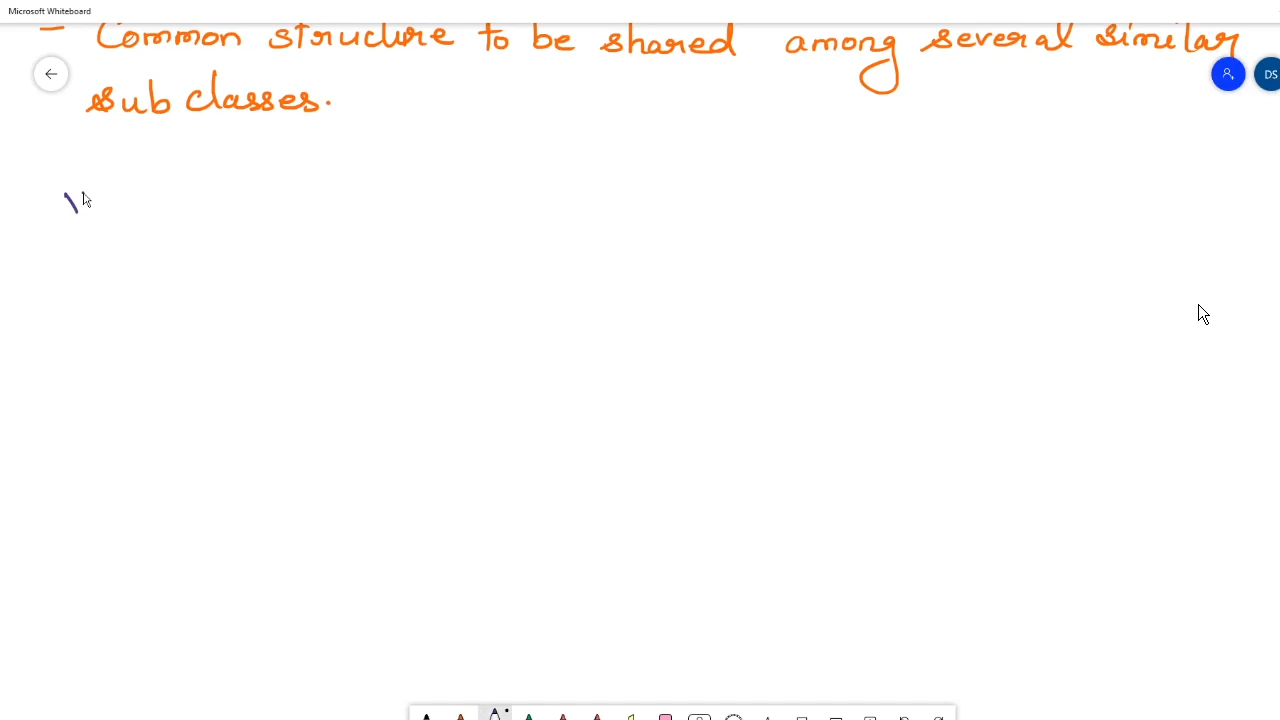 Microsoft Whiteboard
- Common structure to be shared among several similar
sub classes.
DS